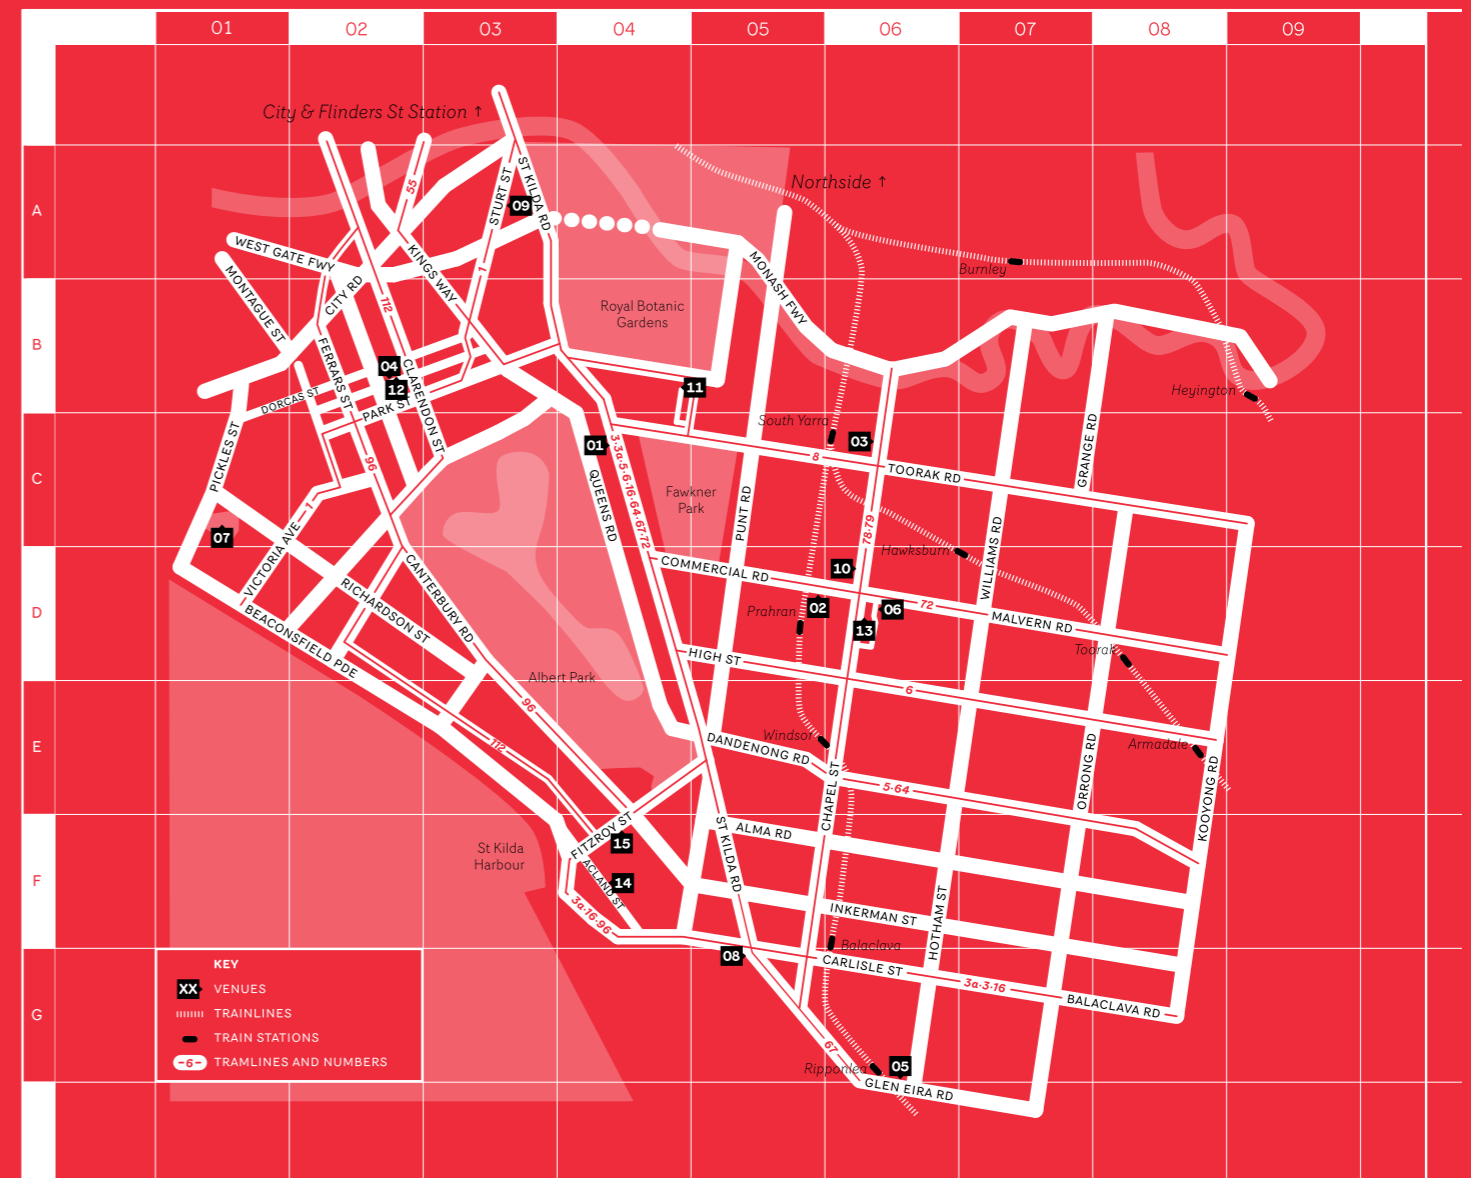 01
02
03
04
05
06
07
08
09
A
B
C
D
E
F
G
City & Flinders St Station ↑
Northside ↑
55
STURT ST
ST KILDA RD
09
WEST GATE FWY
MONTAGUE ST
CITY RD
KINGS WAY
1
112
MONASH FWY
Burnley
Royal Botanic
Gardens
FERRARS ST
04
12
CLARENDON ST
DORCAS ST
PARK ST
11
Heyington
PICKLES ST
96
01
3·3a·5·6·16·64·67·72
QUEENS RD
South Yarra
03
8
TOORAK RD
GRANGE RD
Fawkner
Park
PUNT RD
78·79
WILLIAMS RD
Hawksburn
07
1
VICTORIA AVE
CANTERBURY RD
RICHARDSON ST
BEACONSFIELD PDE
COMMERCIAL RD
10
Prahran
02
06
13
72
MALVERN RD
Toorak
HIGH ST
6
Albert Park
96
112
DANDENONG RD
Windsor
CHAPEL ST
5·64
ORRONG RD
Armadale
KOOYONG RD
St Kilda
Harbour
FITZROY ST
15
ACLAND ST
14
3a·16·96
ST KILDA RD
ALMA RD
INKERMAN ST
HOTHAM ST
08
Balaclava
CARLISLE ST
3a·3·16
BALACLAVA RD
67
Ripponlea
05
GLEN EIRA RD
KEY
XX VENUES
TRAINLINES
TRAIN STATIONS
-6- TRAMLINES AND NUMBERS